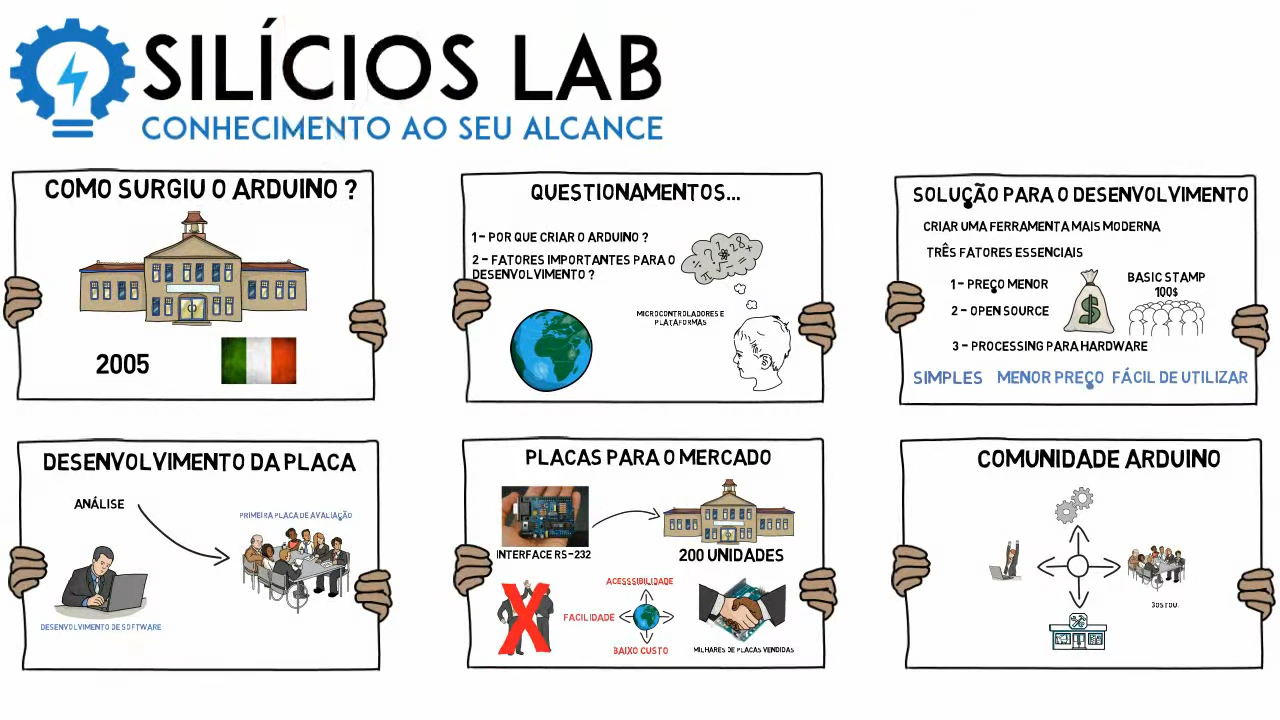 SILÍCIOS LAB
CONHECIMENTO AO SEU ALCANCE
COMO SURGIU O ARDUINO ?
2005
QUESTIONAMENTOS...
1 - POR QUE CRIAR O ARDUINO ?
2 - FATORES IMPORTANTES PARA O
DESENVOLVIMENTO ?
MICROCONTROLADORES E
PLATAFORMAS
SOLUÇÃO PARA O DESENVOLVIMENTO
CRIAR UMA FERRAMENTA MAIS MODERNA
TRÊS FATORES ESSENCIAIS
1 - PREÇO MENOR
2 - OPEN SOURCE
BASIC STAMP
100$
3 - PROCESSING PARA HARDWARE
SIMPLES MENOR PREÇO FÁCIL DE UTILIZAR
DESENVOLVIMENTO DA PLACA
ANÁLISE
PRIMEIRA PLACA DE AVALIAÇÃO
DESENVOLVIMENTO DE SOFTWARE
PLACAS PARA O MERCADO
INTERFACE RS-232
200 UNIDADES
ACESSSIBILIDADE
FACILIDADE
BAIXO CUSTO
MILHARES DE PLACAS VENDIDAS
COMUNIDADE ARDUINO